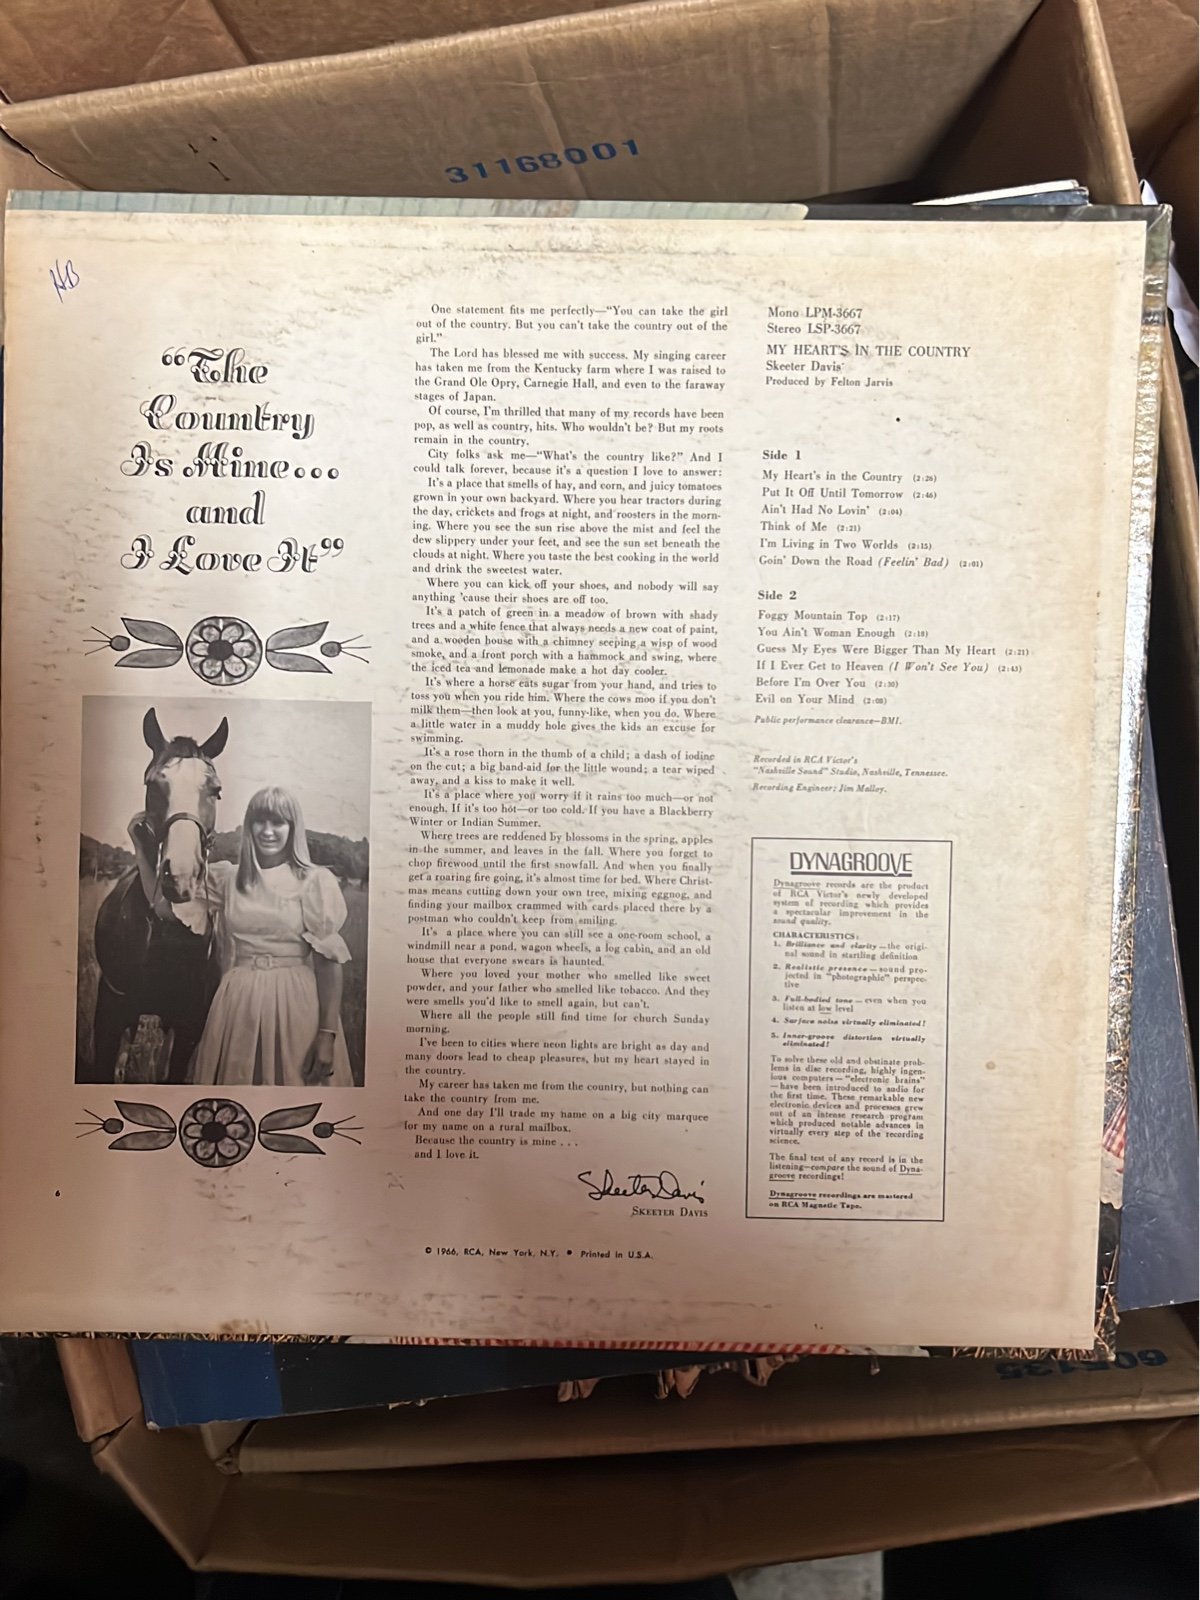 31168001
HB
“The
Country
Is Mine...
and
I Love It”
6
One statement fits me perfectly—“You can take the girl
out of the country. But you can’t take the country out of the
girl.”
The Lord has blessed me with success. My singing career
has taken me from the Kentucky farm where I was raised to
the Grand Ole Opry, Carnegie Hall, and even to the faraway
stages of Japan.
Of course, I’m thrilled that many of my records have been
pop, as well as country, hits. Who wouldn’t be? But my roots
remain in the country.
City folks ask me—“What’s the country like?” And I
could talk forever, because it’s a question I love to answer:
It’s a place that smells of hay, and corn, and juicy tomatoes
grown in your own backyard. Where you hear tractors during
the day, crickets and frogs at night, and roosters in the morn-
ing. Where you see the sun rise above the mist and feel the
dew slippery under your feet, and see the sun set beneath the
clouds at night. Where you taste the best cooking in the world
and drink the sweetest water.
Where you can kick off your shoes, and nobody will say
anything ’cause their shoes are off too.
It’s a patch of green in a meadow of brown with shady
trees and a white fence that always needs a new coat of paint,
and a wooden house with a chimney seeping a wisp of wood
smoke, and a front porch with a hammock and swing, where
the iced tea and lemonade make a hot day cooler.
It’s where a horse eats sugar from your hand, and tries to
toss you when you ride him. Where the cows moo if you don’t
milk them—then look at you, funny-like, when you do. Where
a little water in a muddy hole gives the kids an excuse for
swimming.
It’s a rose thorn in the thumb of a child; a dash of iodine
on the cut; a big band-aid for the little wound; a tear wiped
away, and a kiss to make it well.
It’s a place where you worry if it rains too much—or not
enough. If it’s too hot—or too cold. If you have a Blackberry
Winter or Indian Summer.
Where trees are reddened by blossoms in the spring, apples
in the summer, and leaves in the fall. Where you forget to
chop firewood until the first snowfall. And when you finally
get a roaring fire going, it’s almost time for bed. Where Christ-
mas means cutting down your own tree, mixing eggnog, and
finding your mailbox crammed with cards placed there by a
postman who couldn’t keep from smiling.
It’s a place where you can still see a one-room school, a
windmill near a pond, wagon wheels, a log cabin, and an old
house that everyone swears is haunted.
Where you loved your mother who smelled like sweet
powder, and your father who smelled like tobacco. And they
were smells you’d like to smell again, but can’t.
Where all the people still find time for church Sunday
morning.
I’ve been to cities where neon lights are bright as day and
many doors lead to cheap pleasures, but my heart stayed in
the country.
My career has taken me from the country, but nothing can
take the country from me.
And one day I’ll trade my name on a big city marquee
for my name on a rural mailbox.
Because the country is mine . . .
and I love it.
Skeeter Davis
SKEETER DAVIS
© 1966, RCA, New York, N.Y. • Printed in U.S.A.
Mono LPM-3667
Stereo LSP-3667
MY HEART’S IN THE COUNTRY
Skeeter Davis
Produced by Felton Jarvis
Side 1
My Heart’s in the Country (2:26)
Put It Off Until Tomorrow (2:46)
Ain’t Had No Lovin’ (2:04)
Think of Me (2:21)
I’m Living in Two Worlds (2:15)
Goin’ Down the Road (Feelin’ Bad) (2:01)
Side 2
Foggy Mountain Top (2:17)
You Ain’t Woman Enough (2:18)
Guess My Eyes Were Bigger Than My Heart (2:21)
If I Ever Get to Heaven (I Won’t See You) (2:43)
Before I’m Over You (2:30)
Evil on Your Mind (2:08)
Public performance clearance—BMI.
Recorded in RCA Victor’s
“Nashville Sound” Studio, Nashville, Tennessee.
Recording Engineer: Jim Malloy.
DYNAGROOVE
Dynagroove records are the product
of RCA Victor’s newly developed
system of recording which provides
a spectacular improvement in the
sound quality.
CHARACTERISTICS:
1. Brilliance and clarity—the origi-
nal sound in startling definition
2. Realistic presence—sound pro-
jected in “photographic” perspec-
tive
3. Full-bodied tone—even when you
listen at low level
4. Surface noise virtually eliminated!
5. Inner-groove distortion virtually
eliminated!
To solve these old and obstinate prob-
lems in disc recording, highly ingen-
ious computers—“electronic brains”
—have been introduced to audio for
the first time. These remarkable new
electronic devices and processes grew
out of an intense research program
which produced notable advances in
virtually every step of the recording
science.
The final test of any record is in the
listening—compare the sound of Dyna-
groove recordings!
Dynagroove recordings are mastered
on RCA Magnetic Tape.
605135